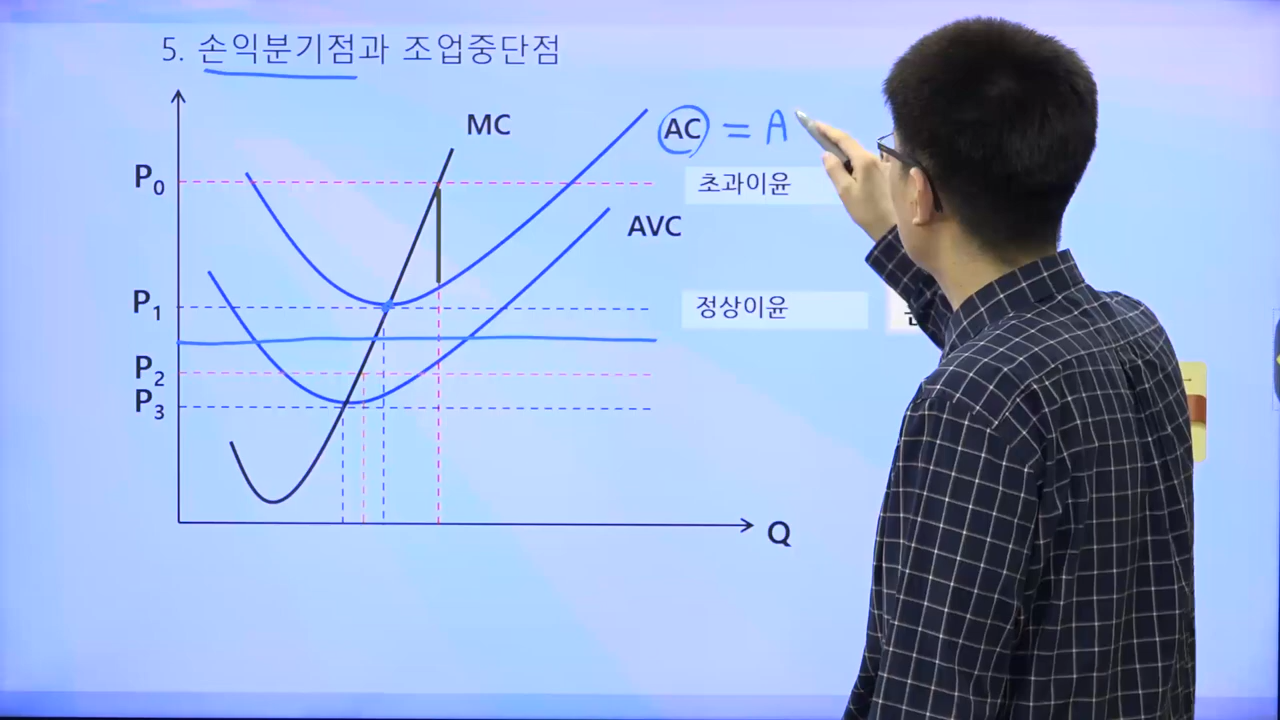 5. 손익분기점과 조업중단점
MC
AC = A
P0
초과이윤
AVC
P1
정상이윤
P2
P3
Q